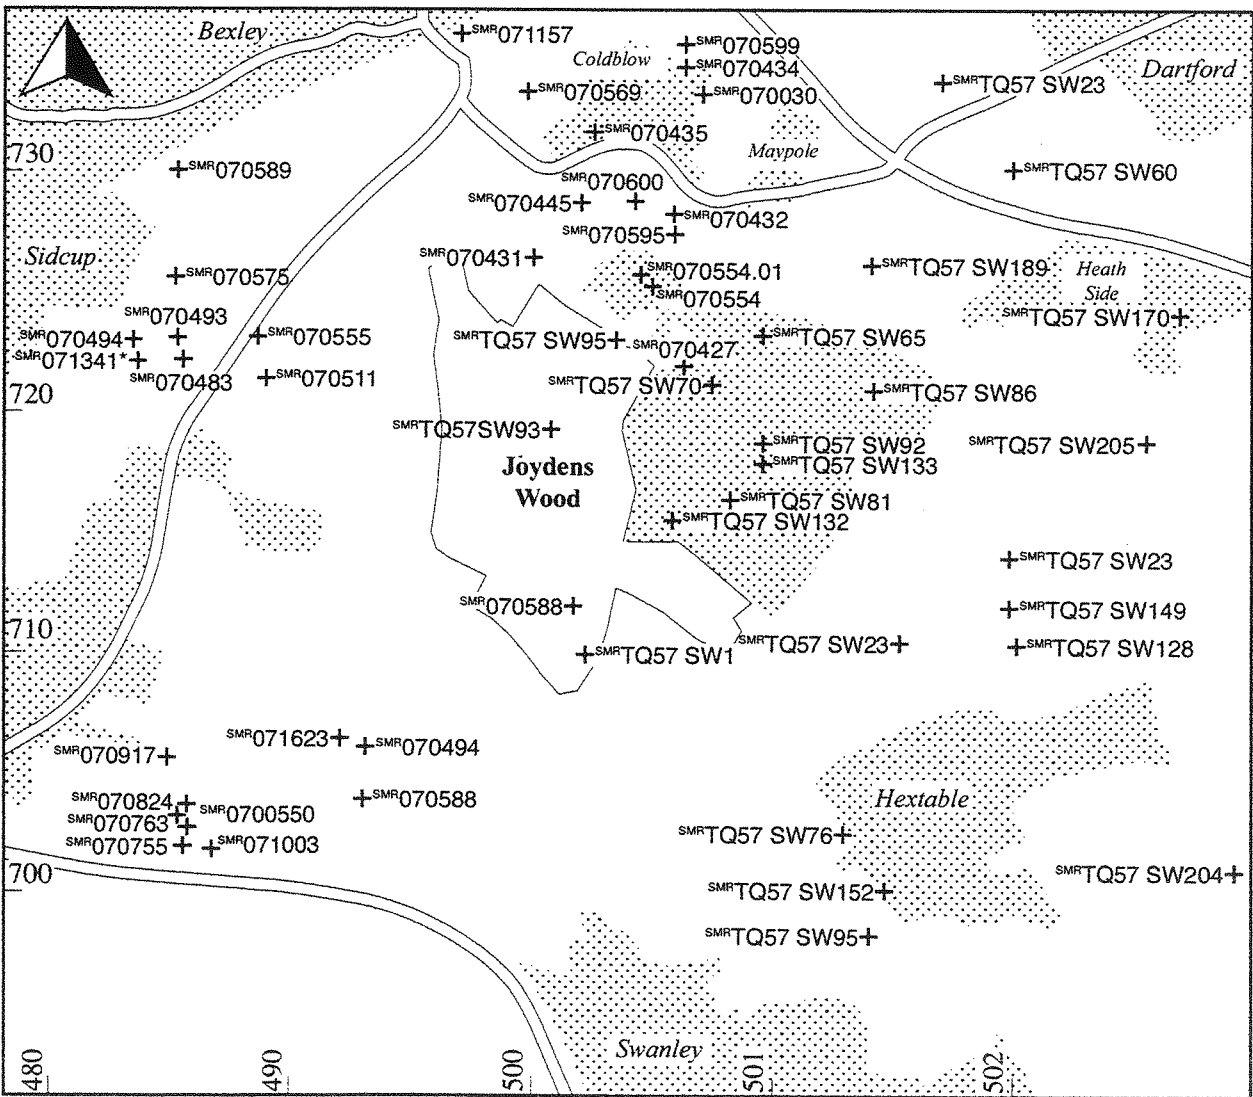 Bexley
SMR071157
Coldblow
SMR070599
SMR070434
SMR070569
SMR070030
SMRTQ57 SW23
Dartford
SMR070435
Maypole
730
SMR070589
SMR070600
SMRTQ57 SW60
SMR070445
SMR070432
SMR070595
Sidcup
SMR070431
SMR070575
SMR070554.01
SMR070554
SMRTQ57 SW189
Heath
Side
SMR070493
SMRTQ57 SW170
SMR070494
SMR070555
SMRTQ57 SW95
SMR070427
SMRTQ57 SW65
SMR071341*
SMR070483
SMR070511
SMRTQ57 SW70
SMRTQ57 SW86
720
SMRTQ57SW93
SMRTQ57 SW92
SMRTQ57 SW205
Joydens
Wood
SMRTQ57 SW133
SMRTQ57 SW81
SMRTQ57 SW132
SMRTQ57 SW23
SMR070588
SMRTQ57 SW149
710
SMRTQ57 SW1
SMRTQ57 SW23
SMRTQ57 SW128
SMR071623
SMR070494
SMR070917
SMR070588
Hextable
SMR070824
SMR0700550
SMR070763
SMR070755
SMR071003
SMRTQ57 SW76
700
SMRTQ57 SW204
SMRTQ57 SW152
SMRTQ57 SW95
Swanley
480
490
500
501
502